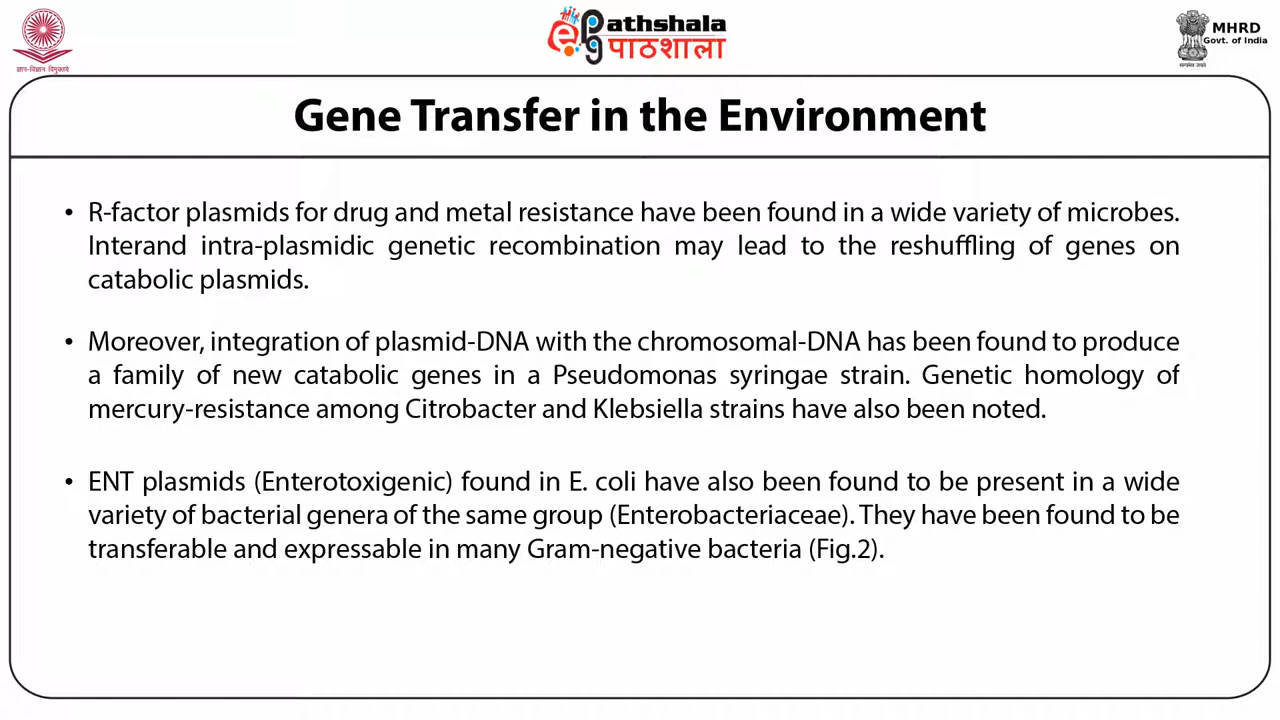 ज्ञान-विज्ञान विमुक्तये
ePathshala
पाठशाला
MHRD
Govt. of India
सत्यमेव जयते
Gene Transfer in the Environment
• R-factor plasmids for drug and metal resistance have been found in a wide variety of microbes.
Interand intra-plasmidic genetic recombination may lead to the reshuffling of genes on
catabolic plasmids.
• Moreover, integration of plasmid-DNA with the chromosomal-DNA has been found to produce
a family of new catabolic genes in a Pseudomonas syringae strain. Genetic homology of
mercury-resistance among Citrobacter and Klebsiella strains have also been noted.
• ENT plasmids (Enterotoxigenic) found in E. coli have also been found to be present in a wide
variety of bacterial genera of the same group (Enterobacteriaceae). They have been found to be
transferable and expressable in many Gram-negative bacteria (Fig.2).